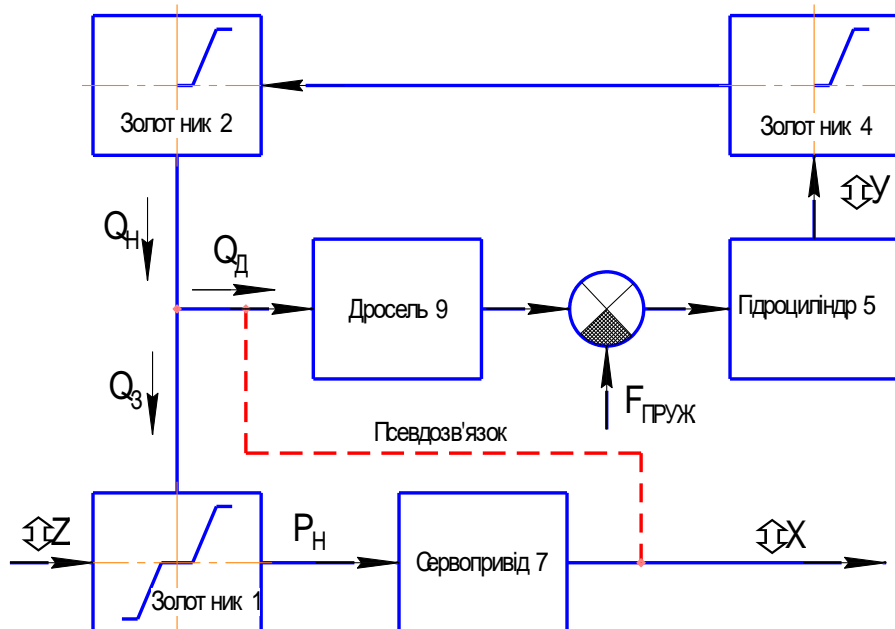 Золот ник 2
Золот ник 4
У
Qн
Qд
Дросель 9
Гідроциліндр 5
Qз
Fпруж
Псевдозв'язок
Z
Pн
Сервопривід 7
X
Золот ник 1